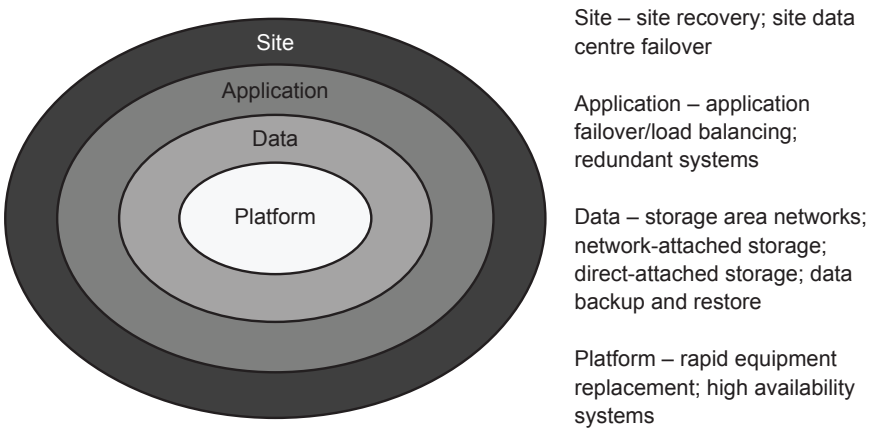 Site
Application
Data
Platform
Site – site recovery; site data
centre failover
Application – application
failover/load balancing;
redundant systems
Data – storage area networks;
network-attached storage;
direct-attached storage; data
backup and restore
Platform – rapid equipment
replacement; high availability
systems